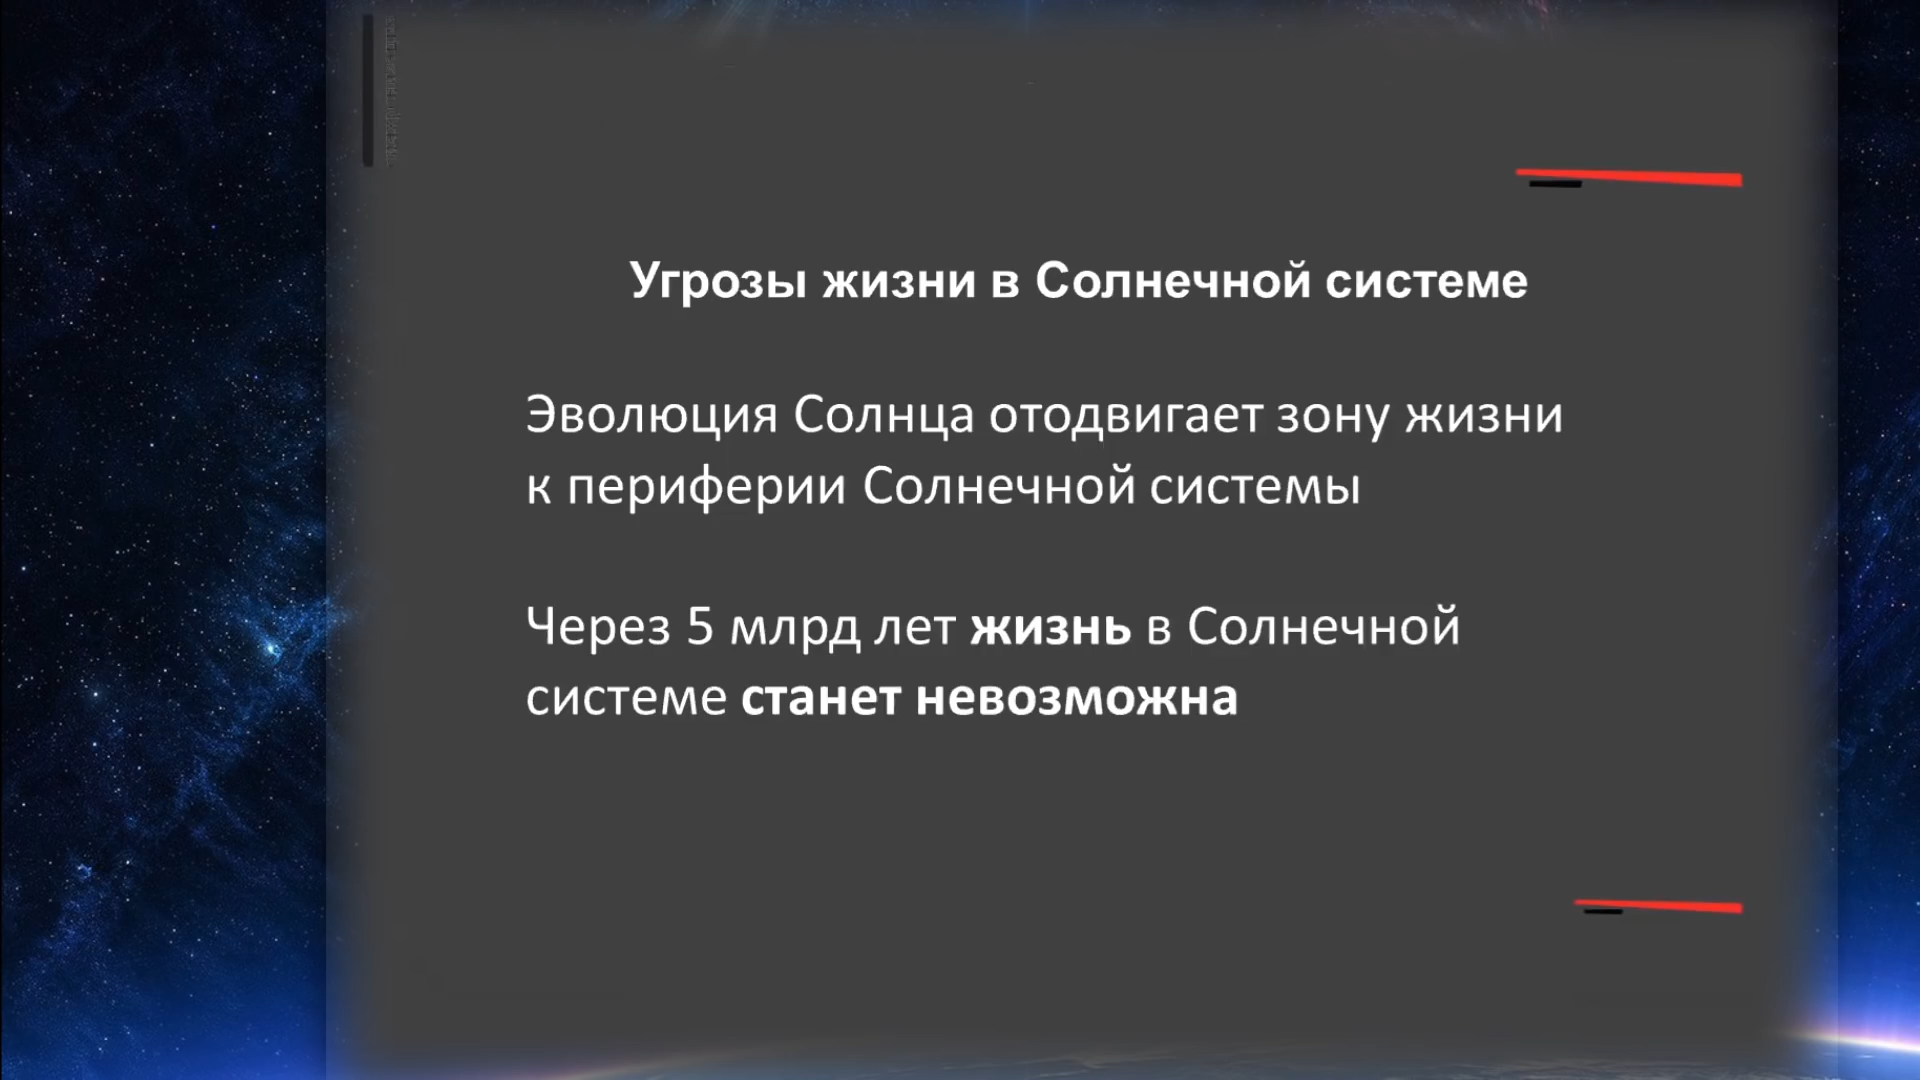 Угрозы жизни в Солнечной системе
Эволюция Солнца отодвигает зону жизни
к периферии Солнечной системы
Через 5 млрд лет жизнь в Солнечной
системе станет невозможна